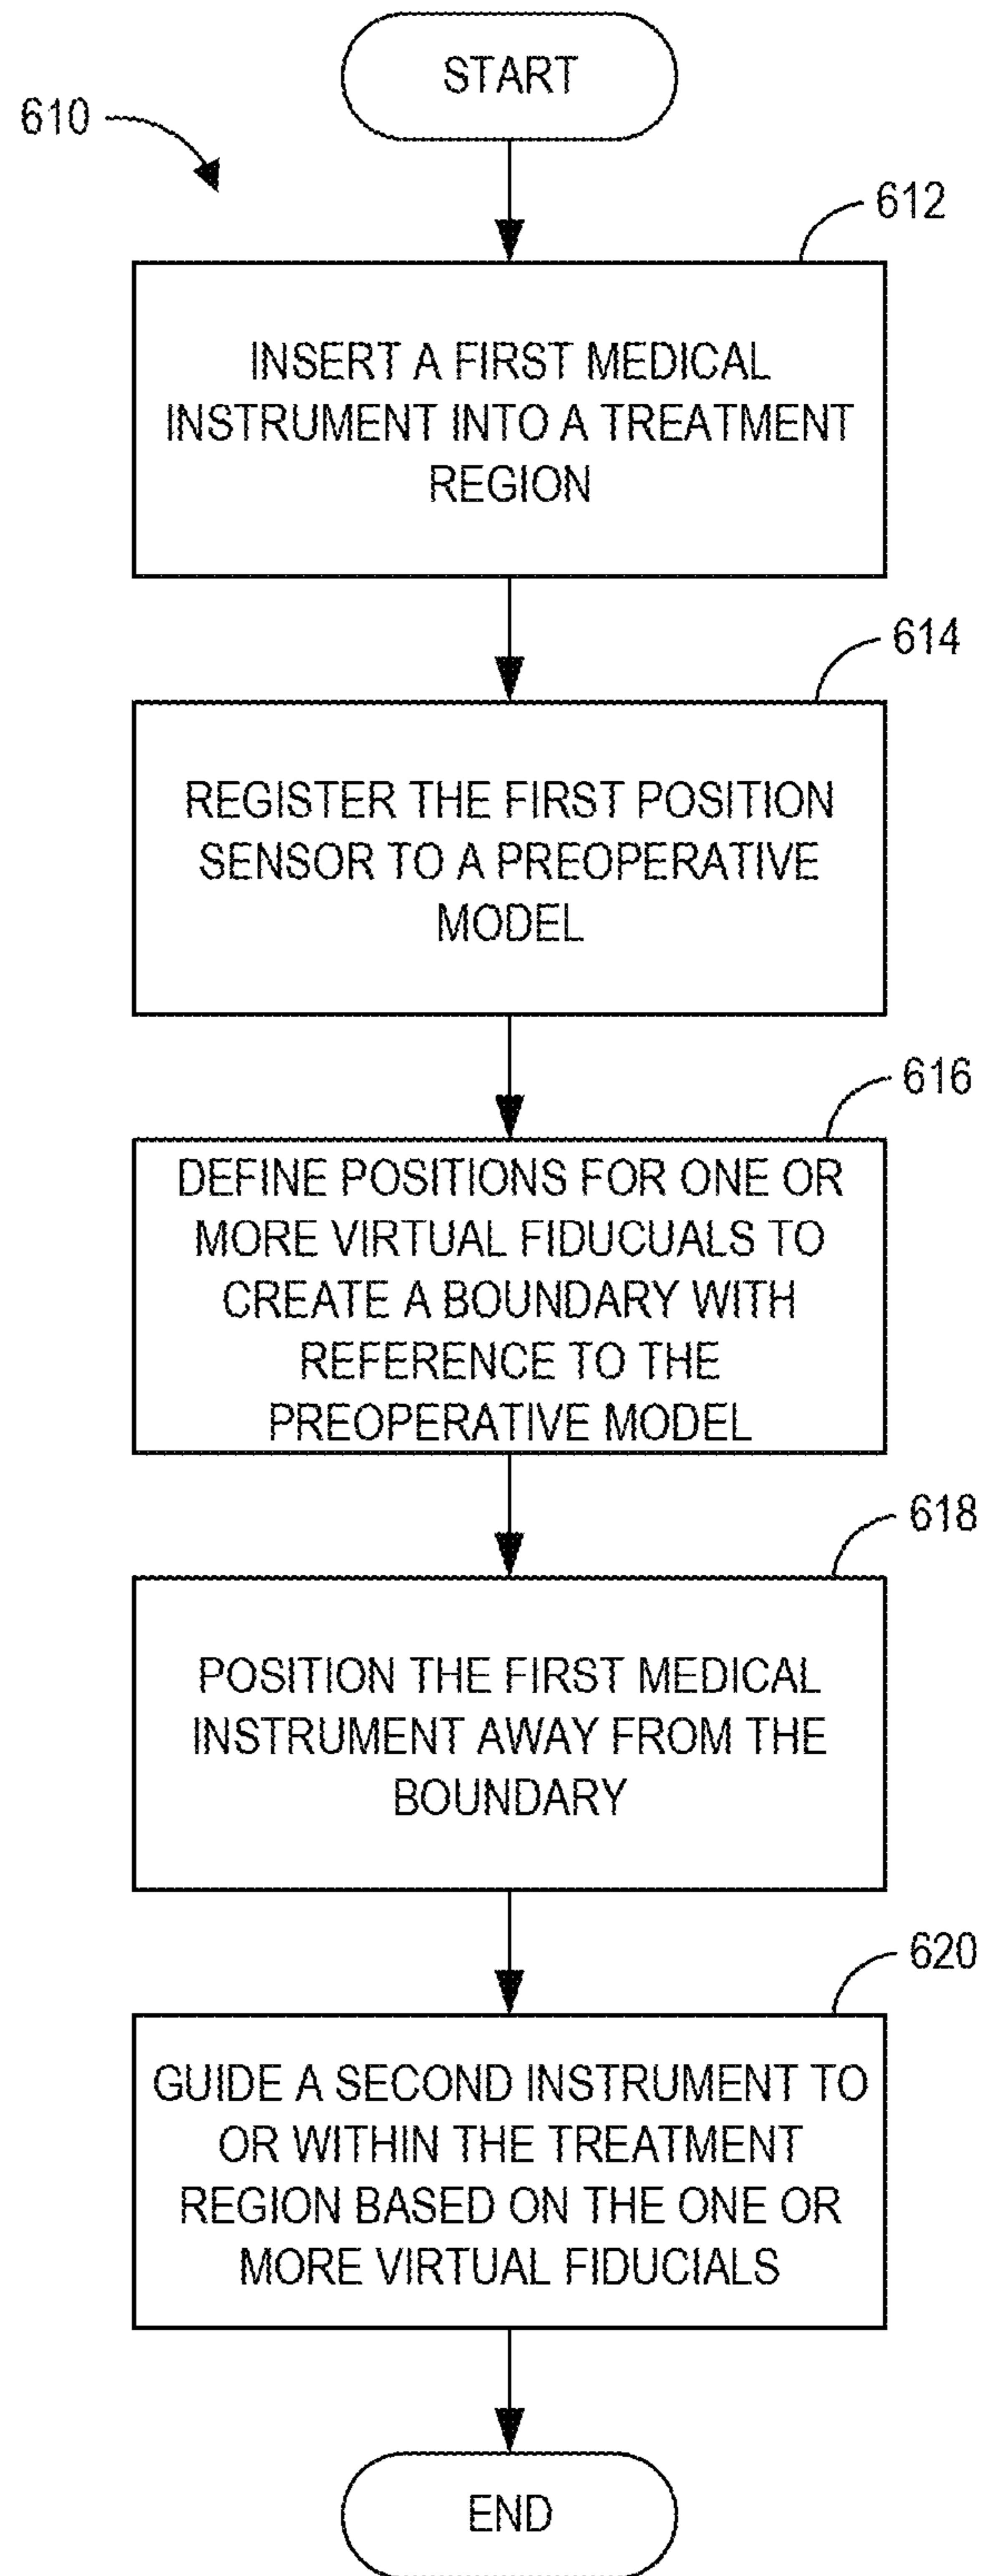 START
610
612
INSERT A FIRST MEDICAL
INSTRUMENT INTO A TREATMENT
REGION
614
REGISTER THE FIRST POSITION
SENSOR TO A PREOPERATIVE
MODEL
616
DEFINE POSITIONS FOR ONE OR
MORE VIRTUAL FIDUCUALS TO
CREATE A BOUNDARY WITH
REFERENCE TO THE
PREOPERATIVE MODEL
618
POSITION THE FIRST MEDICAL
INSTRUMENT AWAY FROM THE
BOUNDARY
620
GUIDE A SECOND INSTRUMENT TO
OR WITHIN THE TREATMENT
REGION BASED ON THE ONE OR
MORE VIRTUAL FIDUCIALS
END